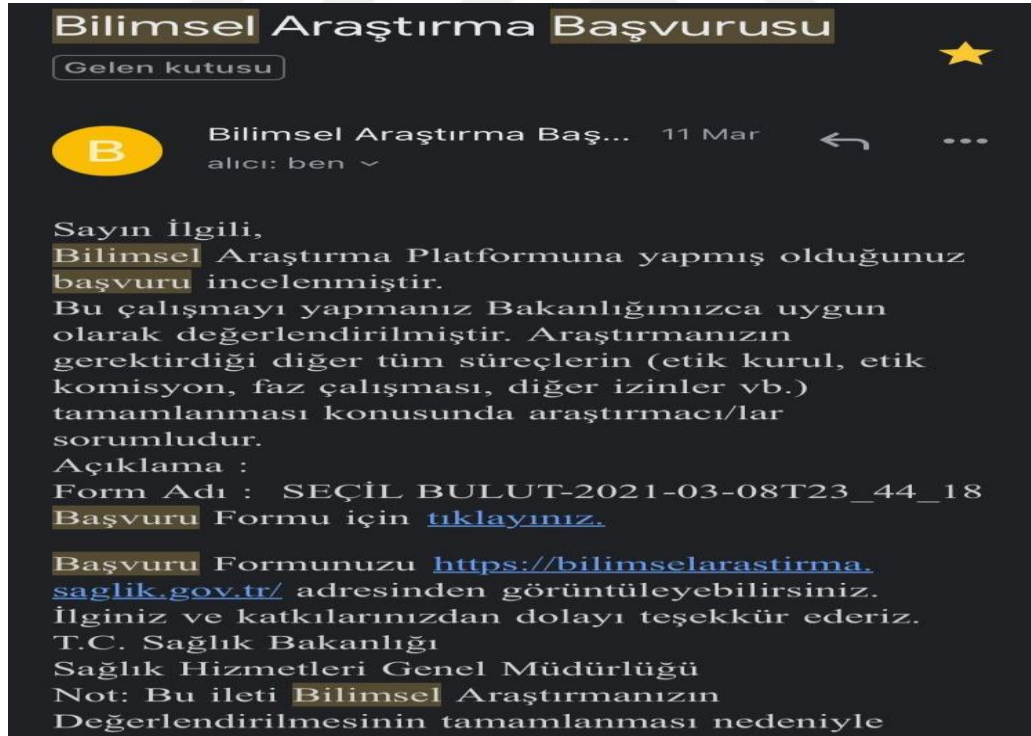 Bilimsel Araştırma Başvurusu
Gelen kutusu
B
Bilimsel Araştırma Baş... 11 Mar
alıcı: ben
Sayın İlgili,
Bilimsel Araştırma Platformuna yapmış olduğunuz
başvuru incelenmiştir.
Bu çalışmayı yapmanız Bakanlığımızca uygun
olarak değerlendirilmiştir. Araştırmanızın
gerektirdiği diğer tüm süreçlerin (etik kurul, etik
komisyon, faz çalışması, diğer izinler vb.)
tamamlanması konusunda araştırmacı/lar
sorumludur.
Açıklama :
Form Adı : SEÇİL BULUT-2021-03-08T23_44_18
Başvuru Formu için tıklayınız.
Başvuru Formunuzu https://bilimselarastirma.
saglik.gov.tr/ adresinden görüntüleyebilirsiniz.
İlginiz ve katkılarınızdan dolayı teşekkür ederiz.
T.C. Sağlık Bakanlığı
Sağlık Hizmetleri Genel Müdürlüğü
Not: Bu ileti Bilimsel Araştırmanızın
Değerlendirilmesinin tamamlanması nedeniyle